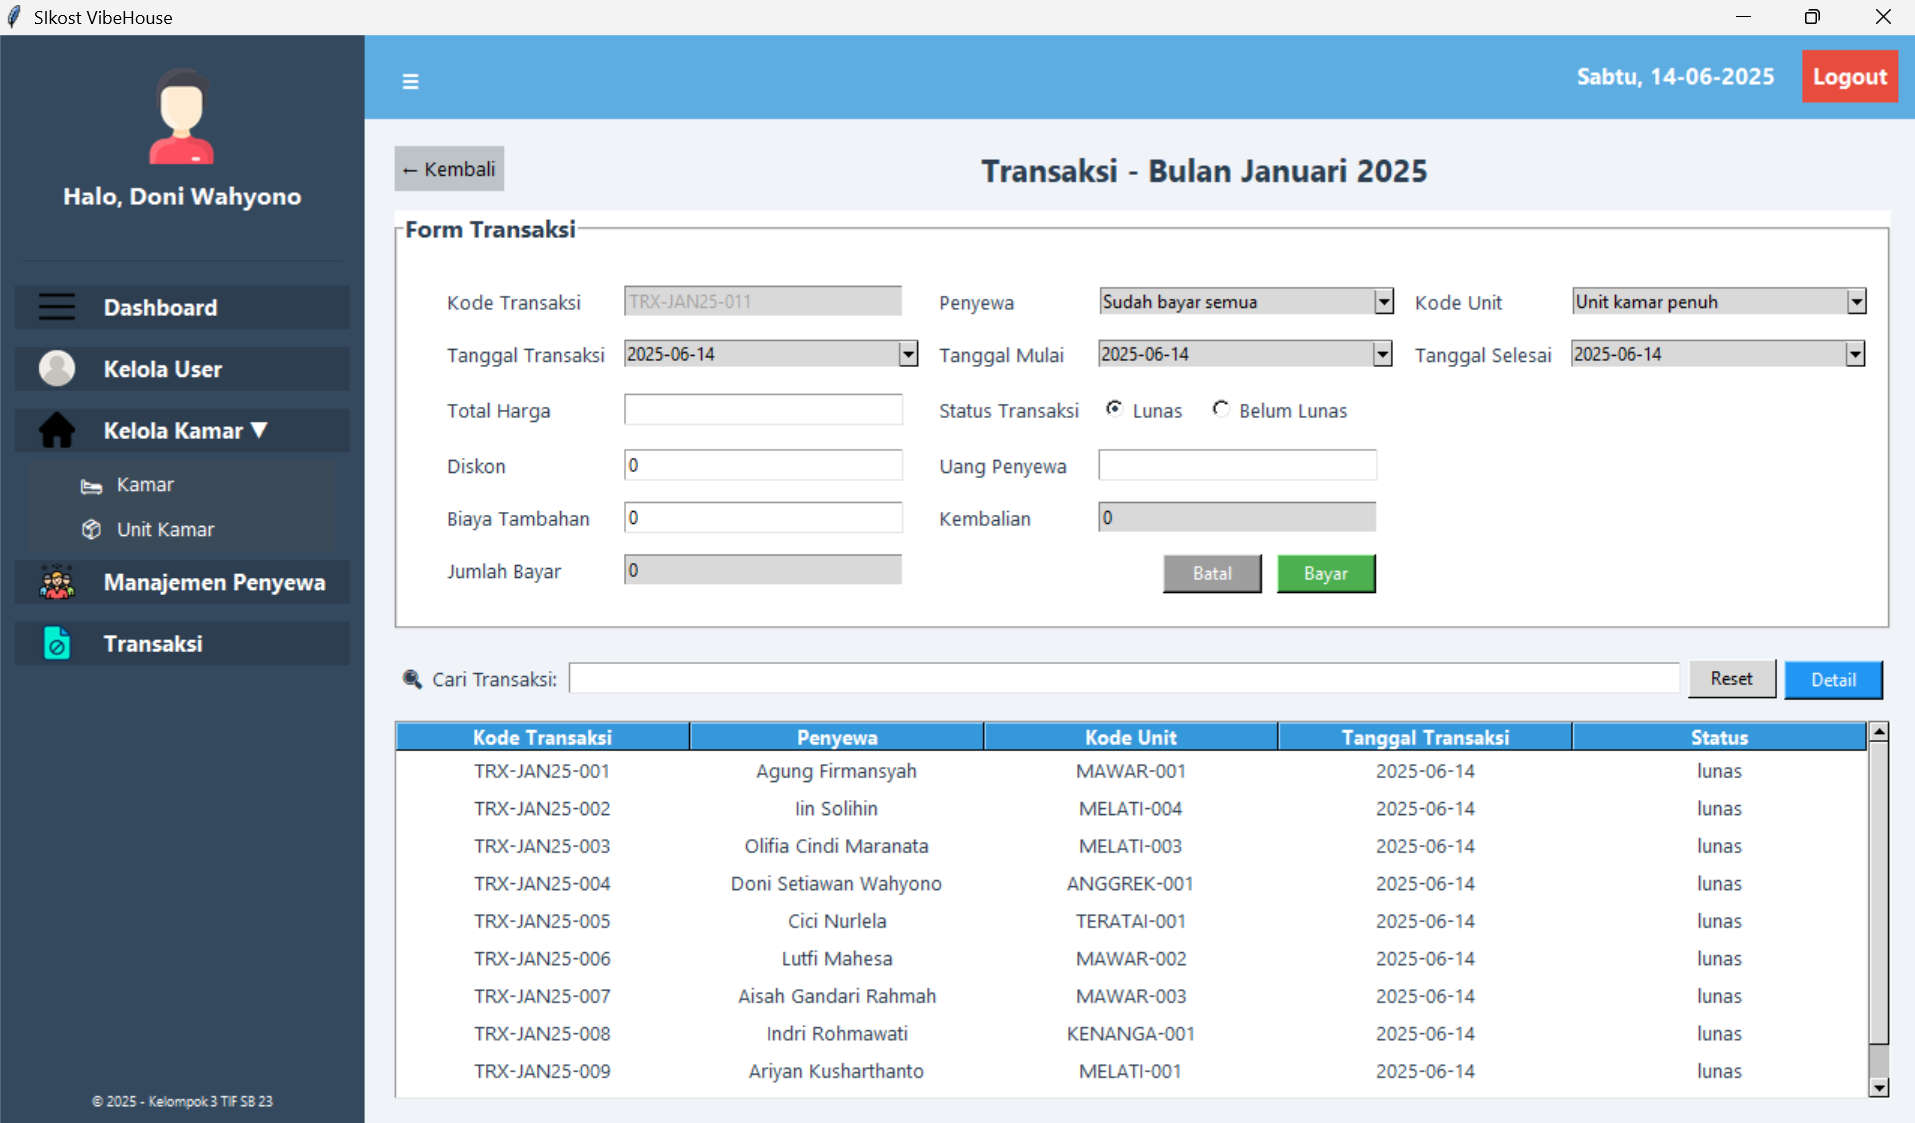 SIkost VibeHouse
☰
Sabtu, 14-06-2025
Logout
Halo, Doni Wahyono
Dashboard
Kelola User
Kelola Kamar ▼
Kamar
Unit Kamar
Manajemen Penyewa
Transaksi
© 2025 - Kelompok 3 TIF SB 23
← Kembali
Transaksi - Bulan Januari 2025
Form Transaksi
Kode Transaksi TRX-JAN25-011 Penyewa Sudah bayar semua Kode Unit Unit kamar penuh
Tanggal Transaksi 2025-06-14 Tanggal Mulai 2025-06-14 Tanggal Selesai 2025-06-14
Total Harga Status Transaksi Lunas Belum Lunas
Diskon 0 Uang Penyewa
Biaya Tambahan 0 Kembalian 0
Jumlah Bayar 0 Batal Bayar
Cari Transaksi: Reset Detail
Kode Transaksi Penyewa Kode Unit Tanggal Transaksi Status
TRX-JAN25-001 Agung Firmansyah MAWAR-001 2025-06-14 lunas
TRX-JAN25-002 Iin Solihin MELATI-004 2025-06-14 lunas
TRX-JAN25-003 Olifia Cindi Maranata MELATI-003 2025-06-14 lunas
TRX-JAN25-004 Doni Setiawan Wahyono ANGGREK-001 2025-06-14 lunas
TRX-JAN25-005 Cici Nurlela TERATAI-001 2025-06-14 lunas
TRX-JAN25-006 Lutfi Mahesa MAWAR-002 2025-06-14 lunas
TRX-JAN25-007 Aisah Gandari Rahmah MAWAR-003 2025-06-14 lunas
TRX-JAN25-008 Indri Rohmawati KENANGA-001 2025-06-14 lunas
TRX-JAN25-009 Ariyan Kusharthanto MELATI-001 2025-06-14 lunas